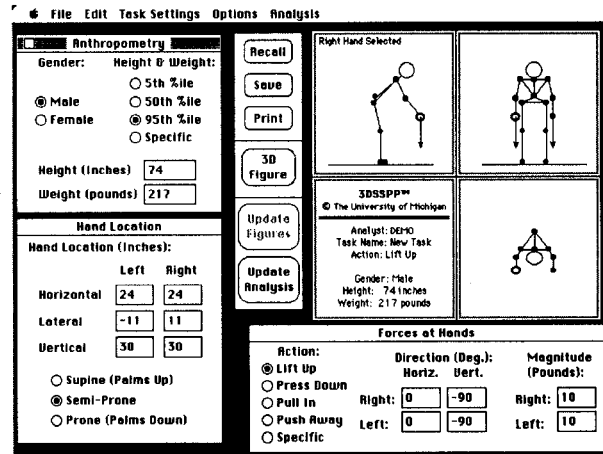 File Edit Task Settings Options Analysis
Anthropometry
Gender: Height & Weight:
5th %ile
Male 50th %ile
Female 95th %ile
Specific
Height (Inches) 74
Weight (pounds) 217
Hand Location
Hand Location (Inches):
Left Right
Horizontal 24 24
Lateral -11 11
Vertical 30 30
Supine (Palms Up)
Semi-Prone
Prone (Palms Down)
Recall
Save
Print
3D
Figure
Update
Figures
Update
Analysis
Right Hand Selected
3DSSPP™
© The University of Michigan
Analyst: DEMO
Task Name: New Task
Action: Lift Up
Gender: Male
Height: 74 inches
Weight: 217 pounds
Forces at Hands
Action: Direction (Deg.): Magnitude
Lift Up Horiz. Vert. (Pounds):
Press Down
Pull In Right: 0 -90 Right: 10
Push Away Left: 0 -90 Left: 10
Specific